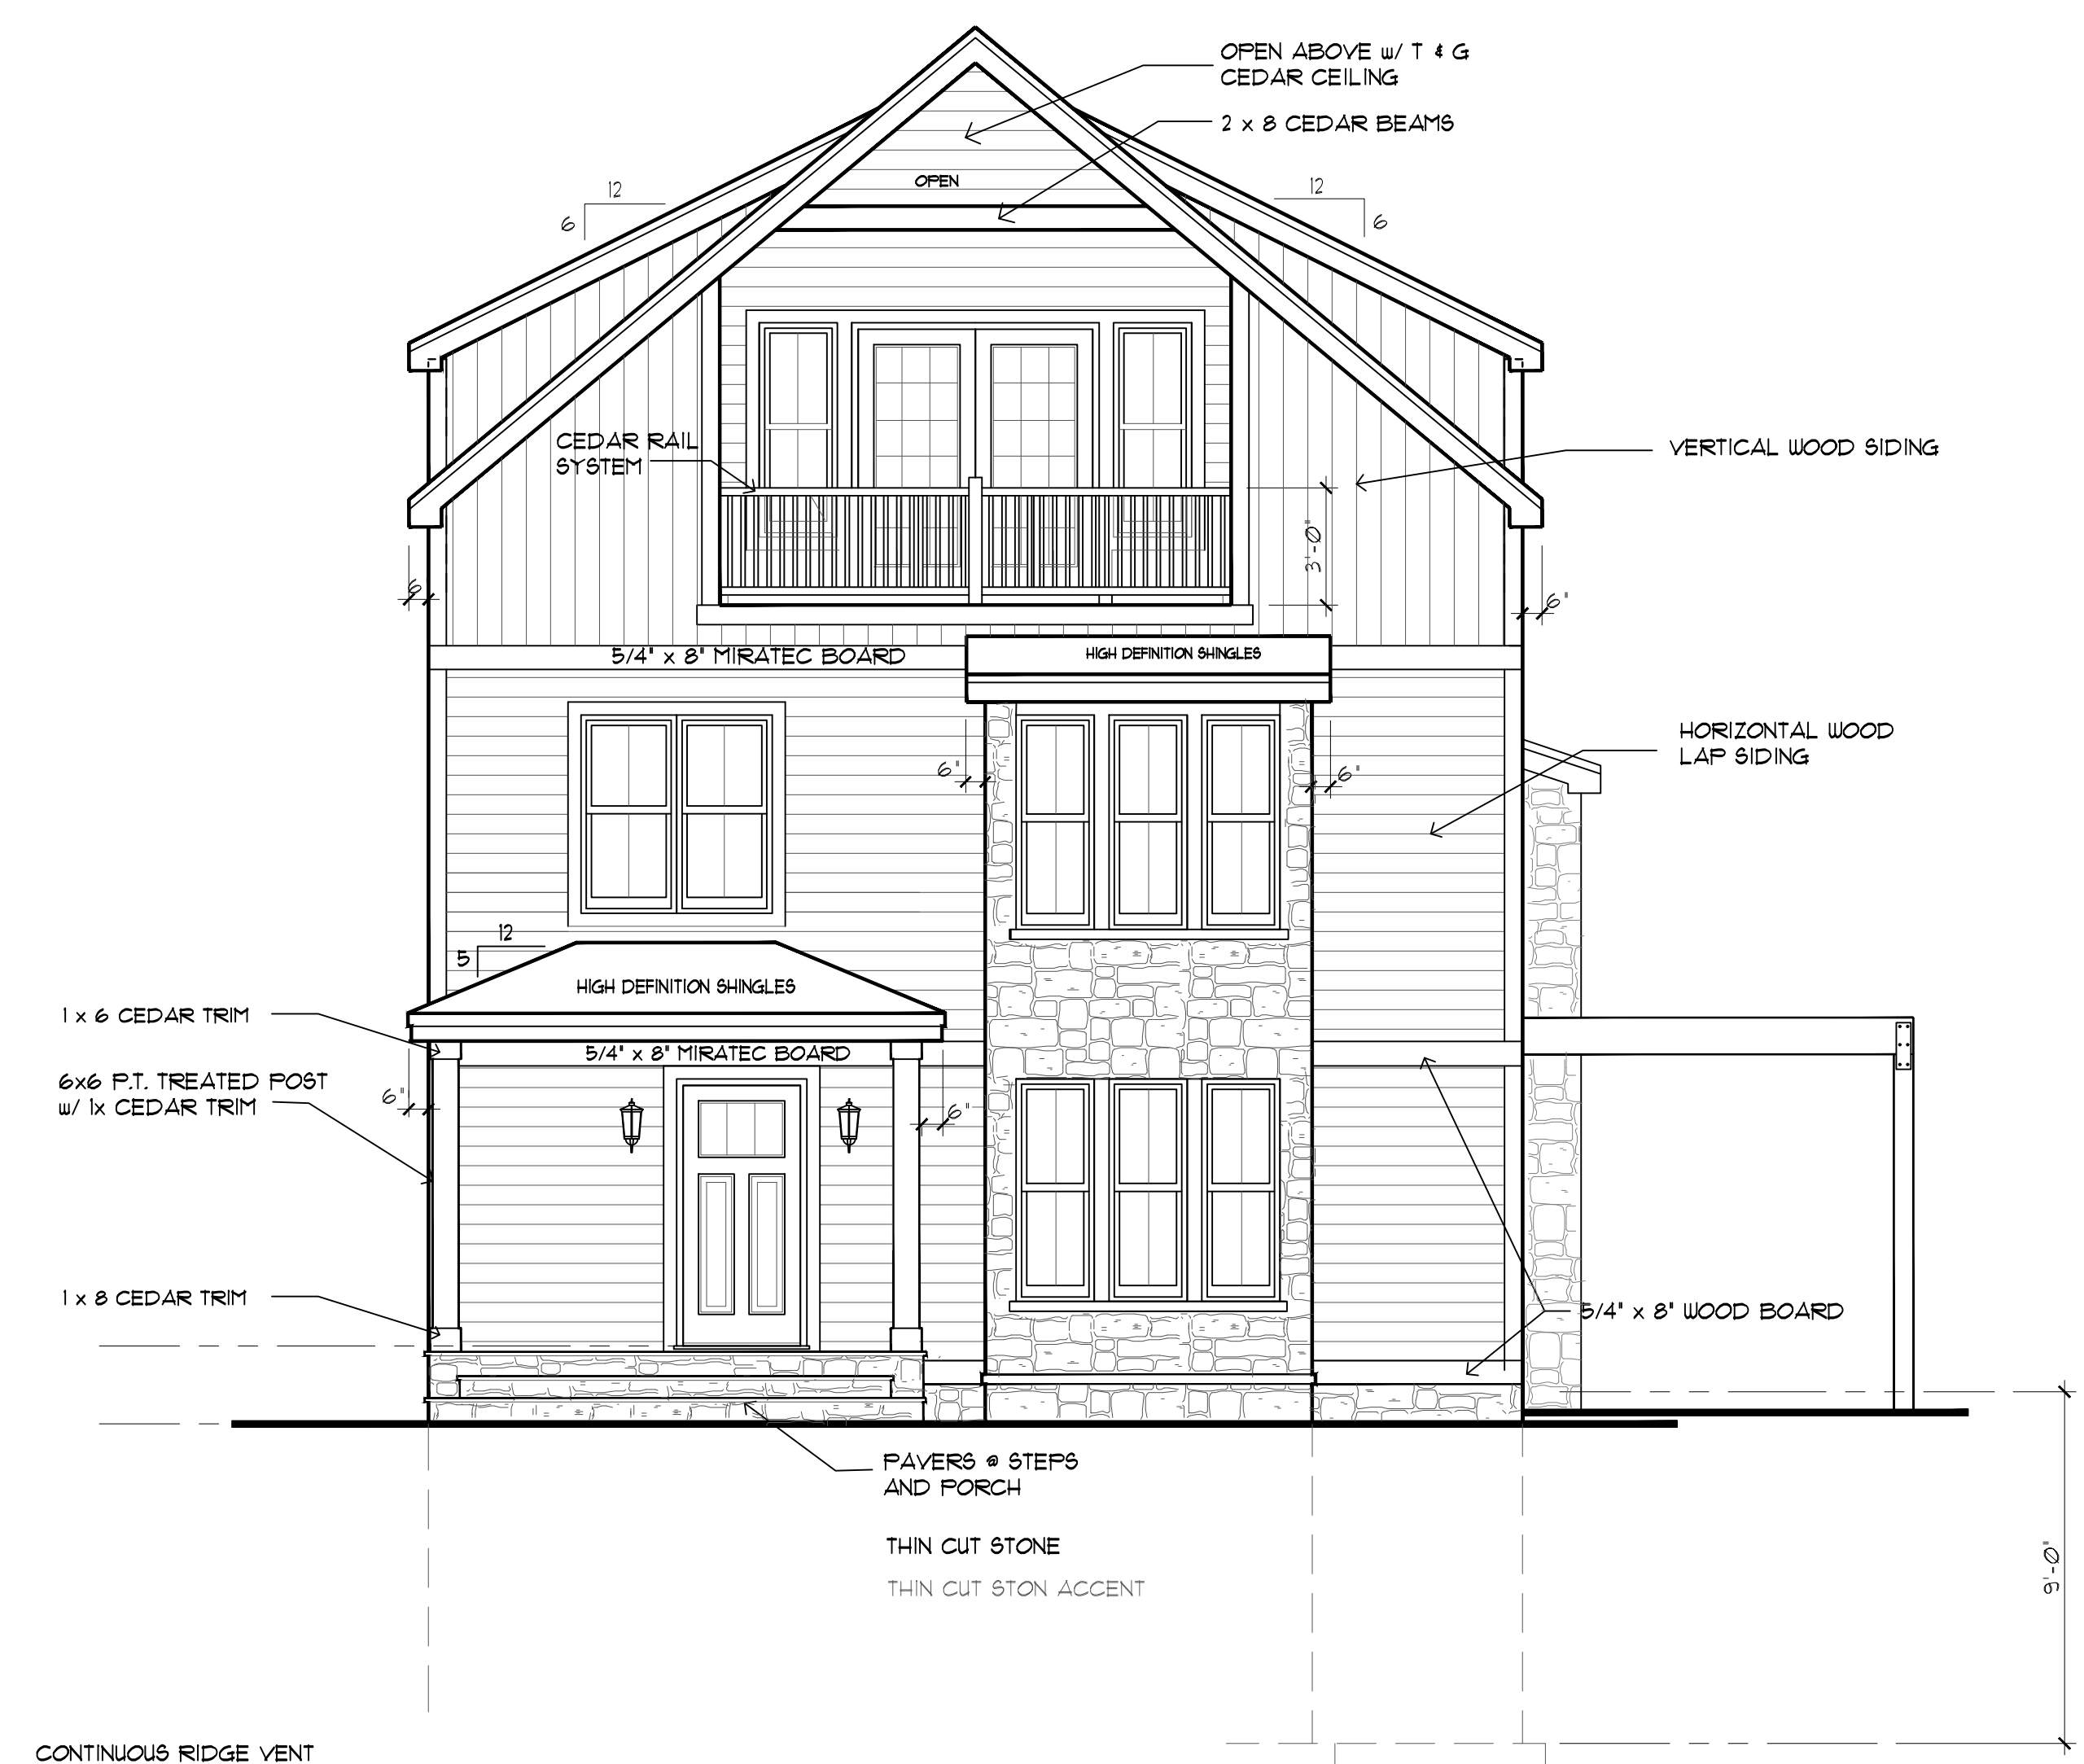 OPEN ABOVE w/ T & G
CEDAR CEILING
2 x 8 CEDAR BEAMS
OPEN
12
6
12
6
CEDAR RAIL
SYSTEM
VERTICAL WOOD SIDING
3'-0"
6
6"
5/4" x 8" MIRATEC BOARD
HIGH DEFINITION SHINGLES
HORIZONTAL WOOD
LAP SIDING
6"
6"
12
5
HIGH DEFINITION SHINGLES
1 x 6 CEDAR TRIM
5/4" x 8" MIRATEC BOARD
6x6 P.T. TREATED POST
w/ 1x CEDAR TRIM
6"
6"
1 x 8 CEDAR TRIM
5/4" x 8" WOOD BOARD
PAVERS @ STEPS
AND PORCH
THIN CUT STONE
THIN CUT STON ACCENT
9'-0"
CONTINUOUS RIDGE VENT